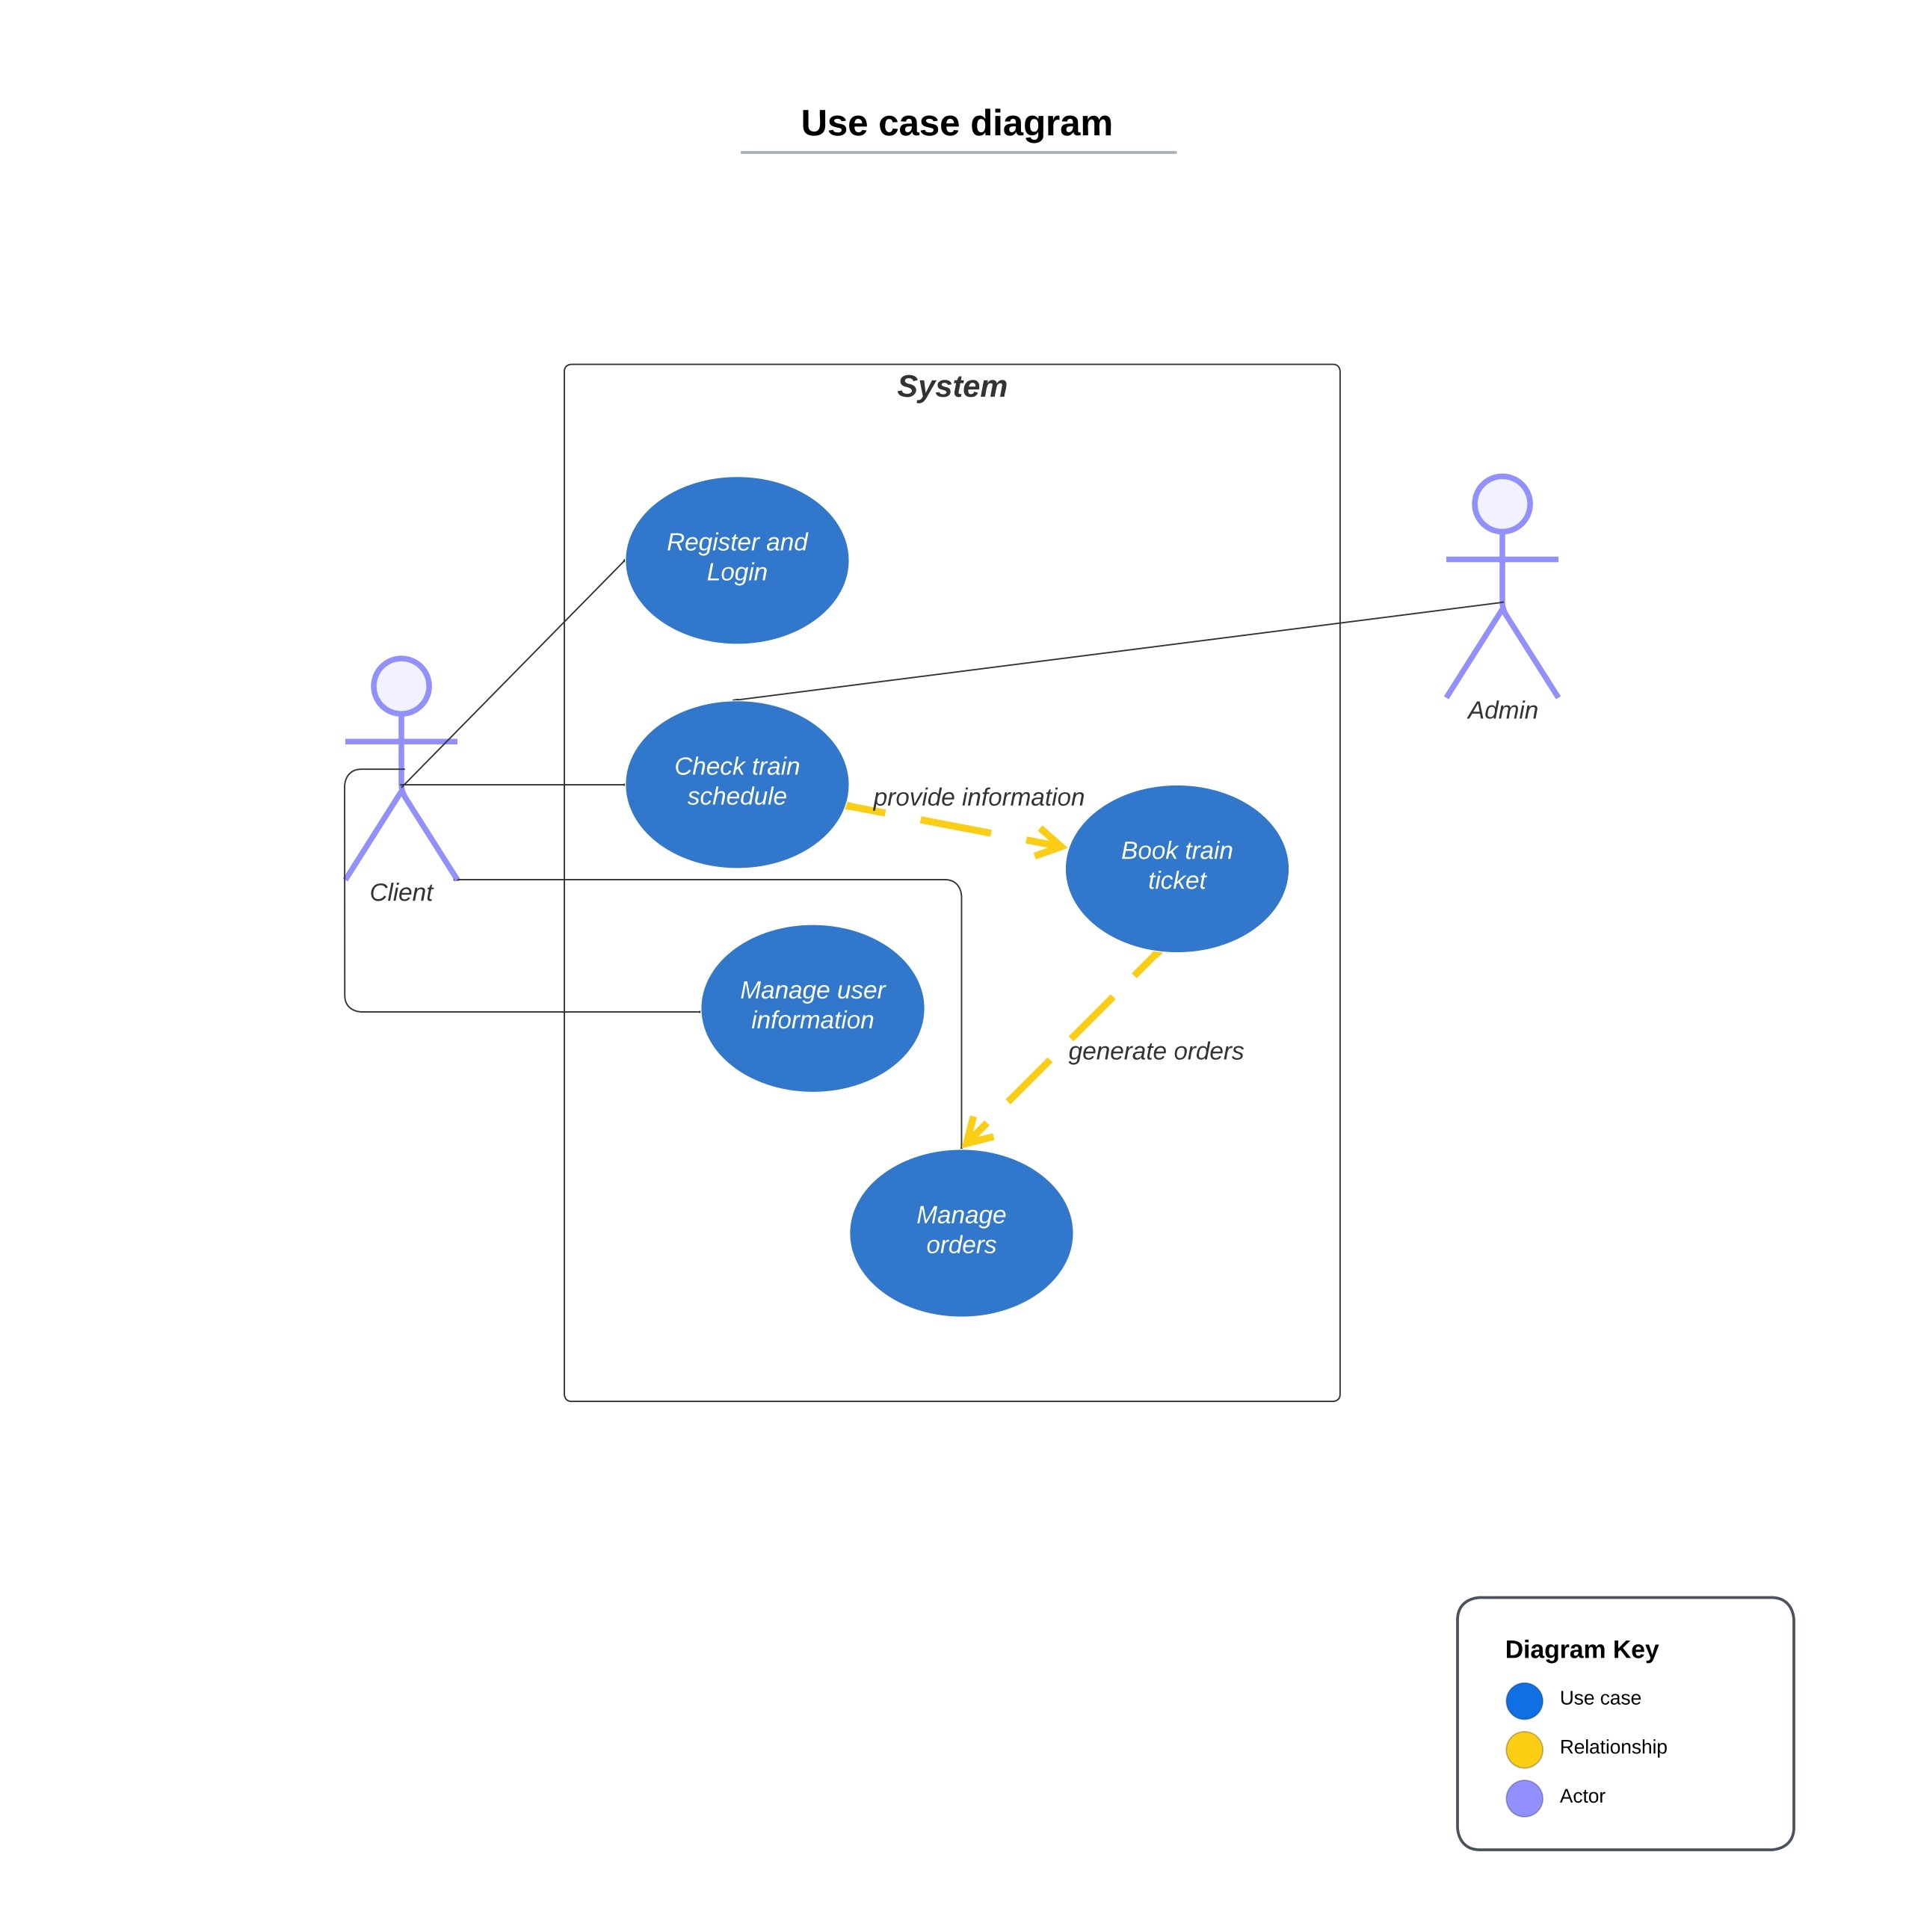 Use case diagram
System
Register and
Login
Admin
Check train
schedule
provide information
Book train
ticket
Client
Manage user
information
generate orders
Manage
orders
Diagram Key
Use case
Relationship
Actor